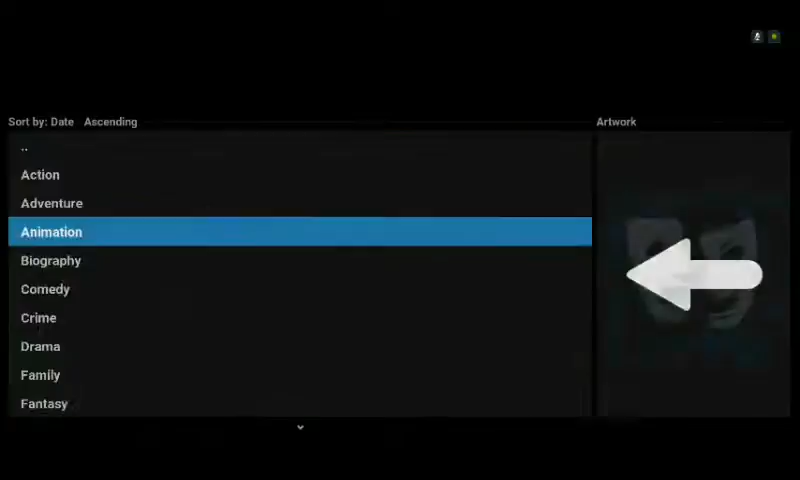 Sort by: Date Ascending
Artwork
..
Action
Adventure
Animation
Biography
Comedy
Crime
Drama
Family
Fantasy